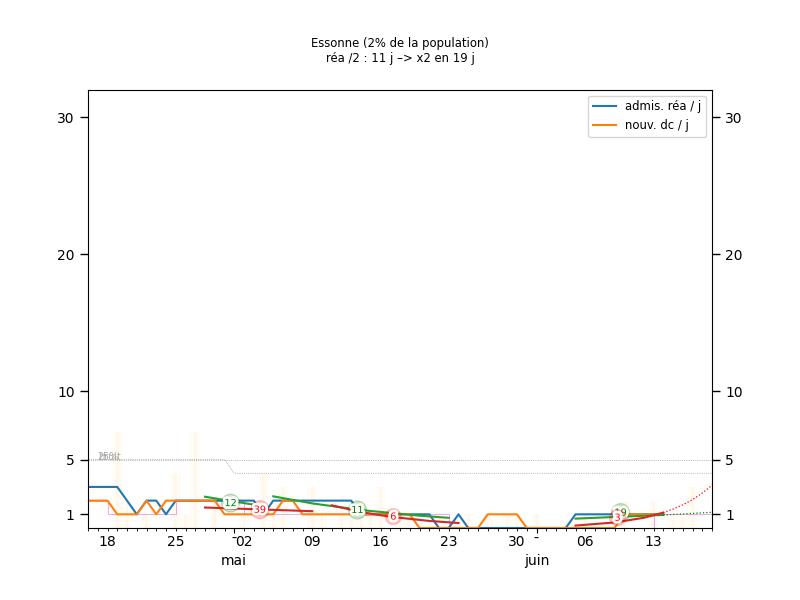 Essonne (2% de la population)
réa /2 : 11 j –> x2 en 19 j
admis. réa / j
nouv. dc / j
30 30
20 20
10 10
5 5
1 1
12 39 11 6 3
18 25 02 09 16 23 30 06 13
mai juin